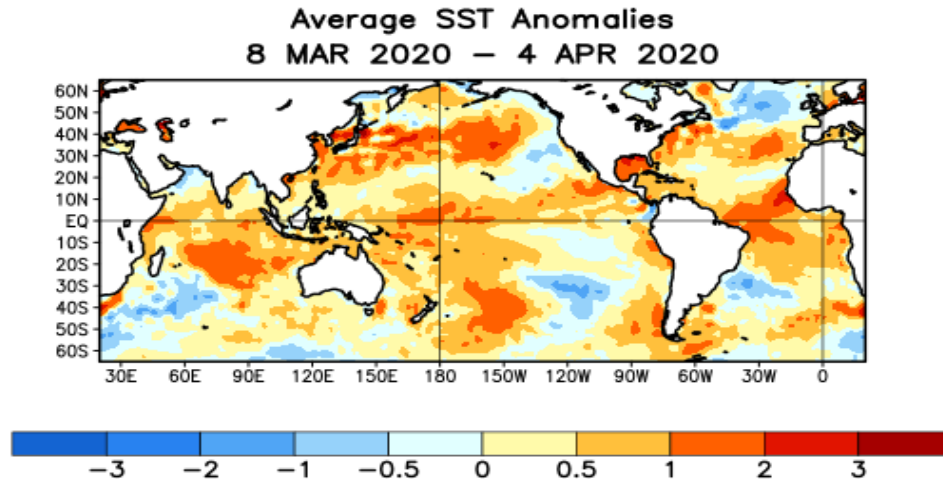 Average SST Anomalies
8 MAR 2020 – 4 APR 2020
60N
50N
40N
30N
20N
10N
EQ
10S
20S
30S
40S
50S
60S
30E 60E 90E 120E 150E 180 150W 120W 90W 60W 30W 0
−3 −2 −1 −0.5 0 0.5 1 2 3